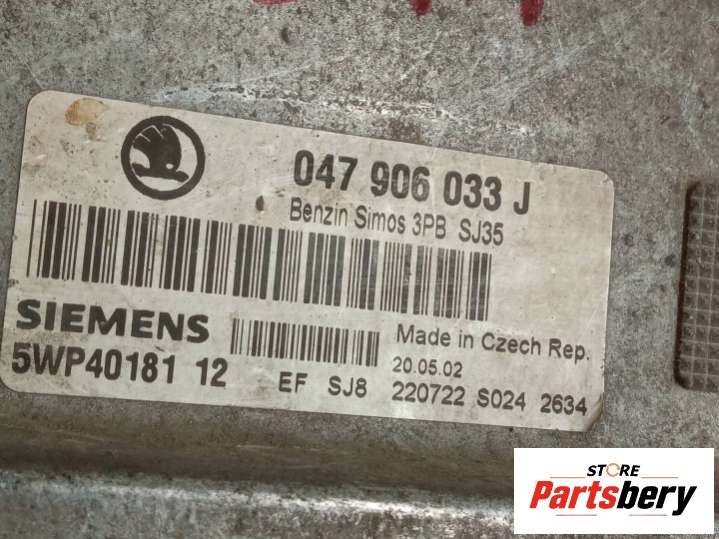 047 906 033 J
Benzin Simos 3PB SJ35
SIEMENS
5WP40181 12
Made in Czech Rep.
20.05.02
EF SJ8 220722 S024 2634
STORE
Partsbery